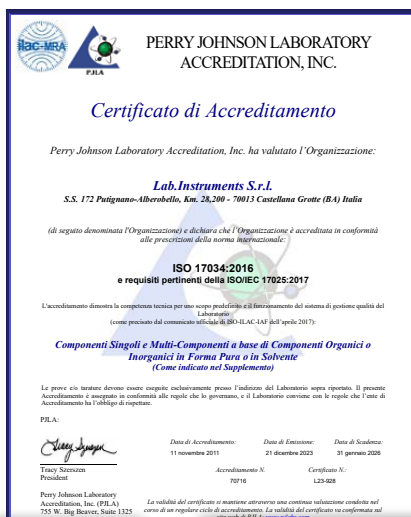 ilac-MRA
PJLA
PERRY JOHNSON LABORATORY
ACCREDITATION, INC.
Certificato di Accreditamento
Perry Johnson Laboratory Accreditation, Inc. ha valutato l'Organizzazione:
Lab.Instruments S.r.l.
S.S. 172 Putignano-Alberobello, Km. 28,200 - 70013 Castellana Grotte (BA) Italia
(di seguito denominata l'Organizzazione) e dichiara che l'Organizzazione è accreditata in conformità
alle prescrizioni della norma internazionale:
ISO 17034:2016
e requisiti pertinenti della ISO/IEC 17025:2017
L'accreditamento dimostra la competenza tecnica per uno scopo predefinito e il funzionamento del sistema di gestione qualità del
Laboratorio
(come precisato dal comunicato ufficiale di ISO-ILAC-IAF dell'aprile 2017):
Componenti Singoli e Multi-Componenti a base di Componenti Organici o
Inorganici in Forma Pura o in Solvente
(Come indicato nel Supplemento)
Le prove e/o tarature devono essere eseguite esclusivamente presso l'indirizzo del Laboratorio sopra riportato. Il presente
Accreditamento è assegnato in conformità alle regole che lo governano, e il Laboratorio conviene con le regole che l'ente di
Accreditamento ha l'obbligo di rispettare.
PJLA:
Data di Accreditamento: Data di Emissione: Data di Scadenza:
11 novembre 2011 21 dicembre 2023 31 gennaio 2026
Tracy Szerszen
President
Accreditamento N. Certificato N.:
70716 L23-928
Perry Johnson Laboratory
Accreditation, Inc. (PJLA)
755 W. Big Beaver, Suite 1325
La validità del certificato si mantiene attraverso una continua valutazione condotta nel
corso di un regolare ciclo di accreditamento. La validità del certificato va confermata sul